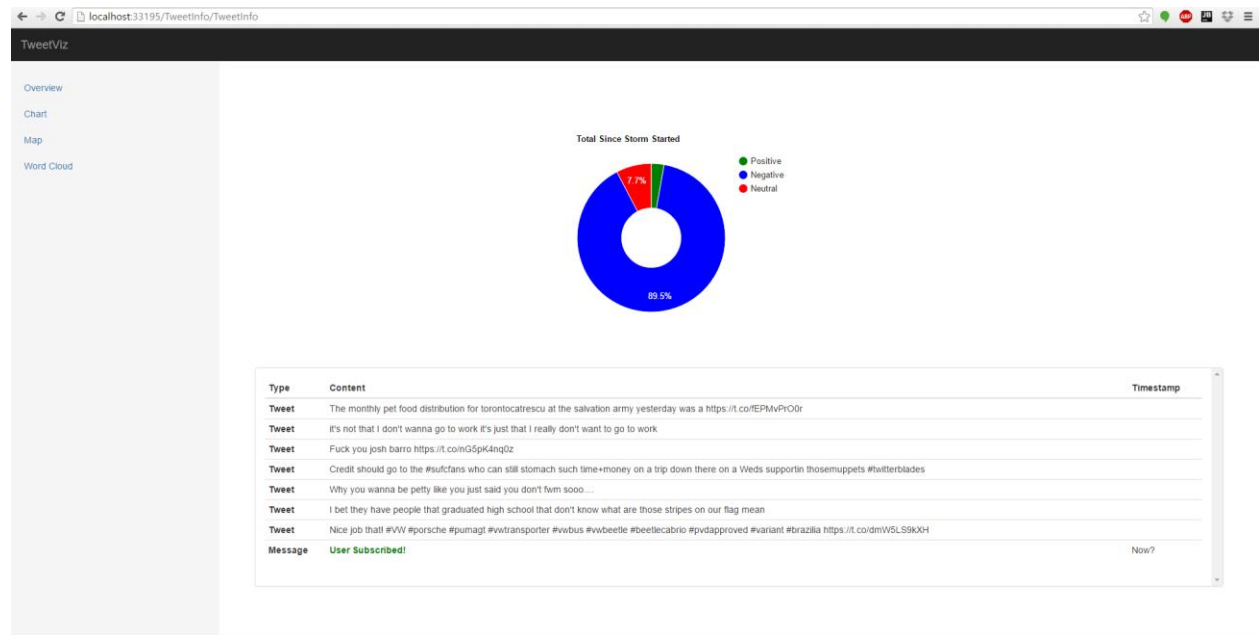 localhost:33195/TweetInfo/TweetInfo
ABP
JB
TweetViz
Overview
Chart
Map
Word Cloud
Total Since Storm Started
Positive
Negative
Neutral
7.7%
89.5%
Type Content Timestamp
Tweet The monthly pet food distribution for torontocatrescu at the salvation army yesterday was a https://t.co/fEPMvPrO0r
Tweet it's not that I don't wanna go to work it's just that I really don't want to go to work
Tweet Fuck you josh barro https://t.co/nG5pK4nq0z
Tweet Credit should go to the #sufcfans who can still stomach such time+money on a trip down there on a Weds supportin thosemuppets #twitterblades
Tweet Why you wanna be petty like you just said you don't fwm sooo....
Tweet I bet they have people that graduated high school that don't know what are those stripes on our flag mean
Tweet Nice job that! #VW #porsche #pumagt #vwtransporter #vwbus #vwbeetle #beetlecabrio #pvdapproved #variant #brazilia https://t.co/dmW5LS9kXH
Message User Subscribed! Now?